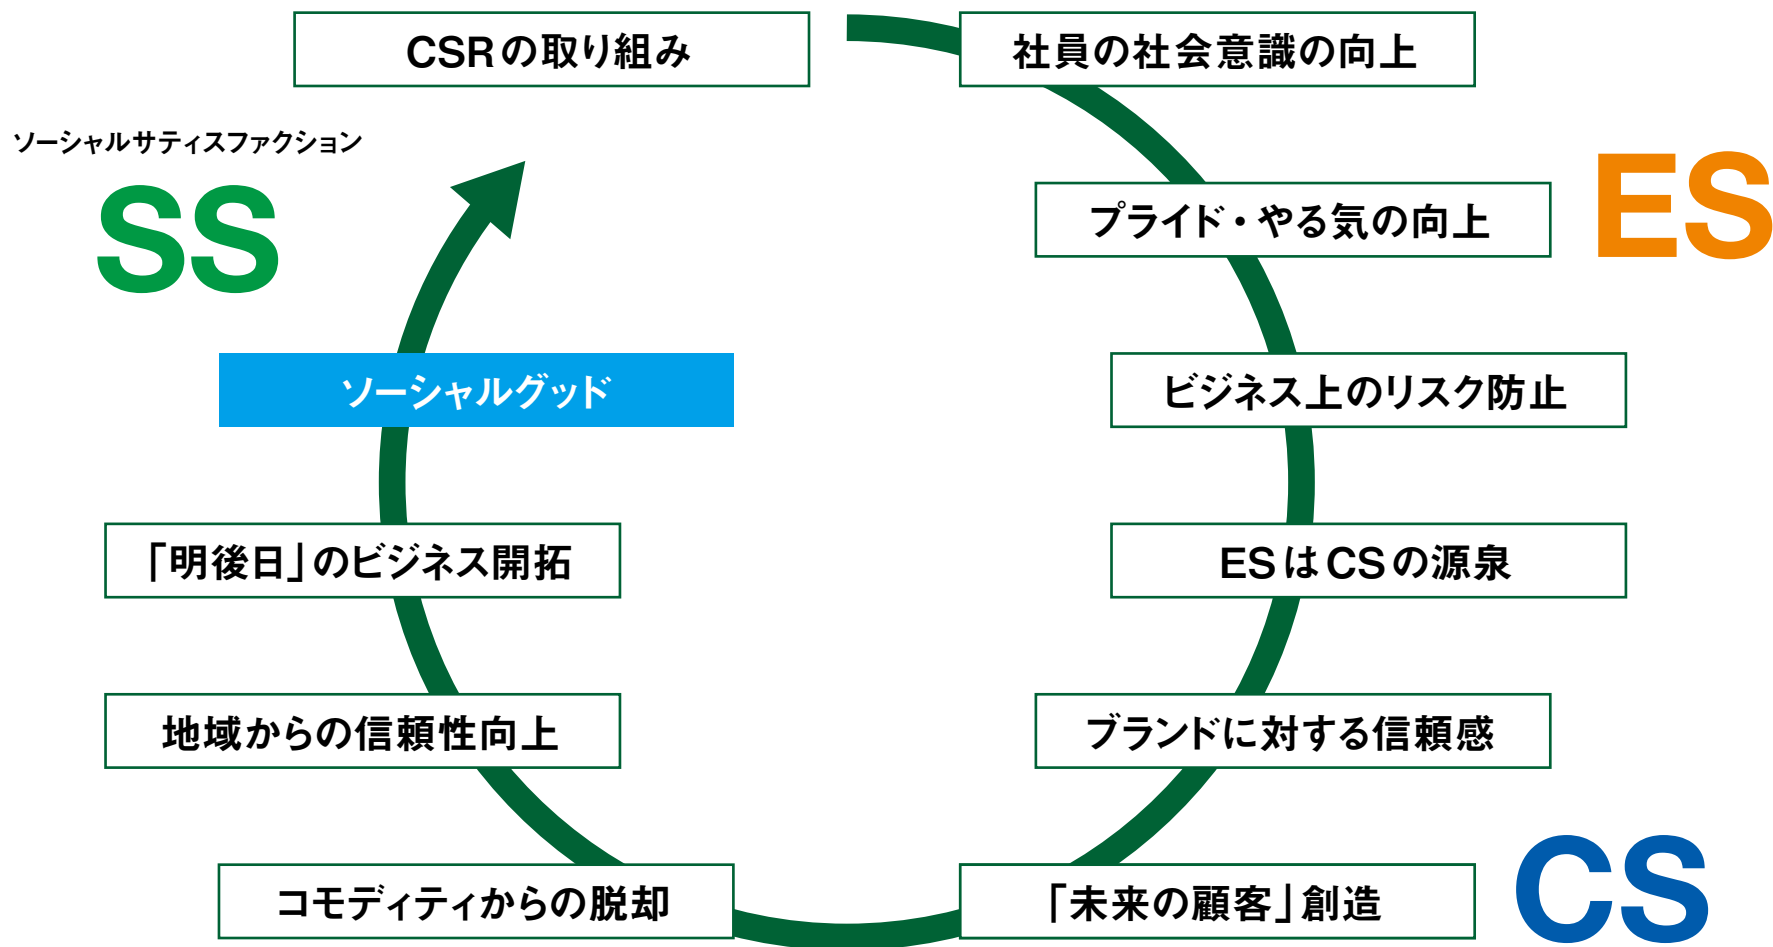 CSRの取り組み
社員の社会意識の向上
ソーシャルサティスファクション
SS
ES
プライド・やる気の向上
ソーシャルグッド
ビジネス上のリスク防止
「明後日」のビジネス開拓
ESはCSの源泉
地域からの信頼性向上
ブランドに対する信頼感
コモディティからの脱却
「未来の顧客」創造
CS